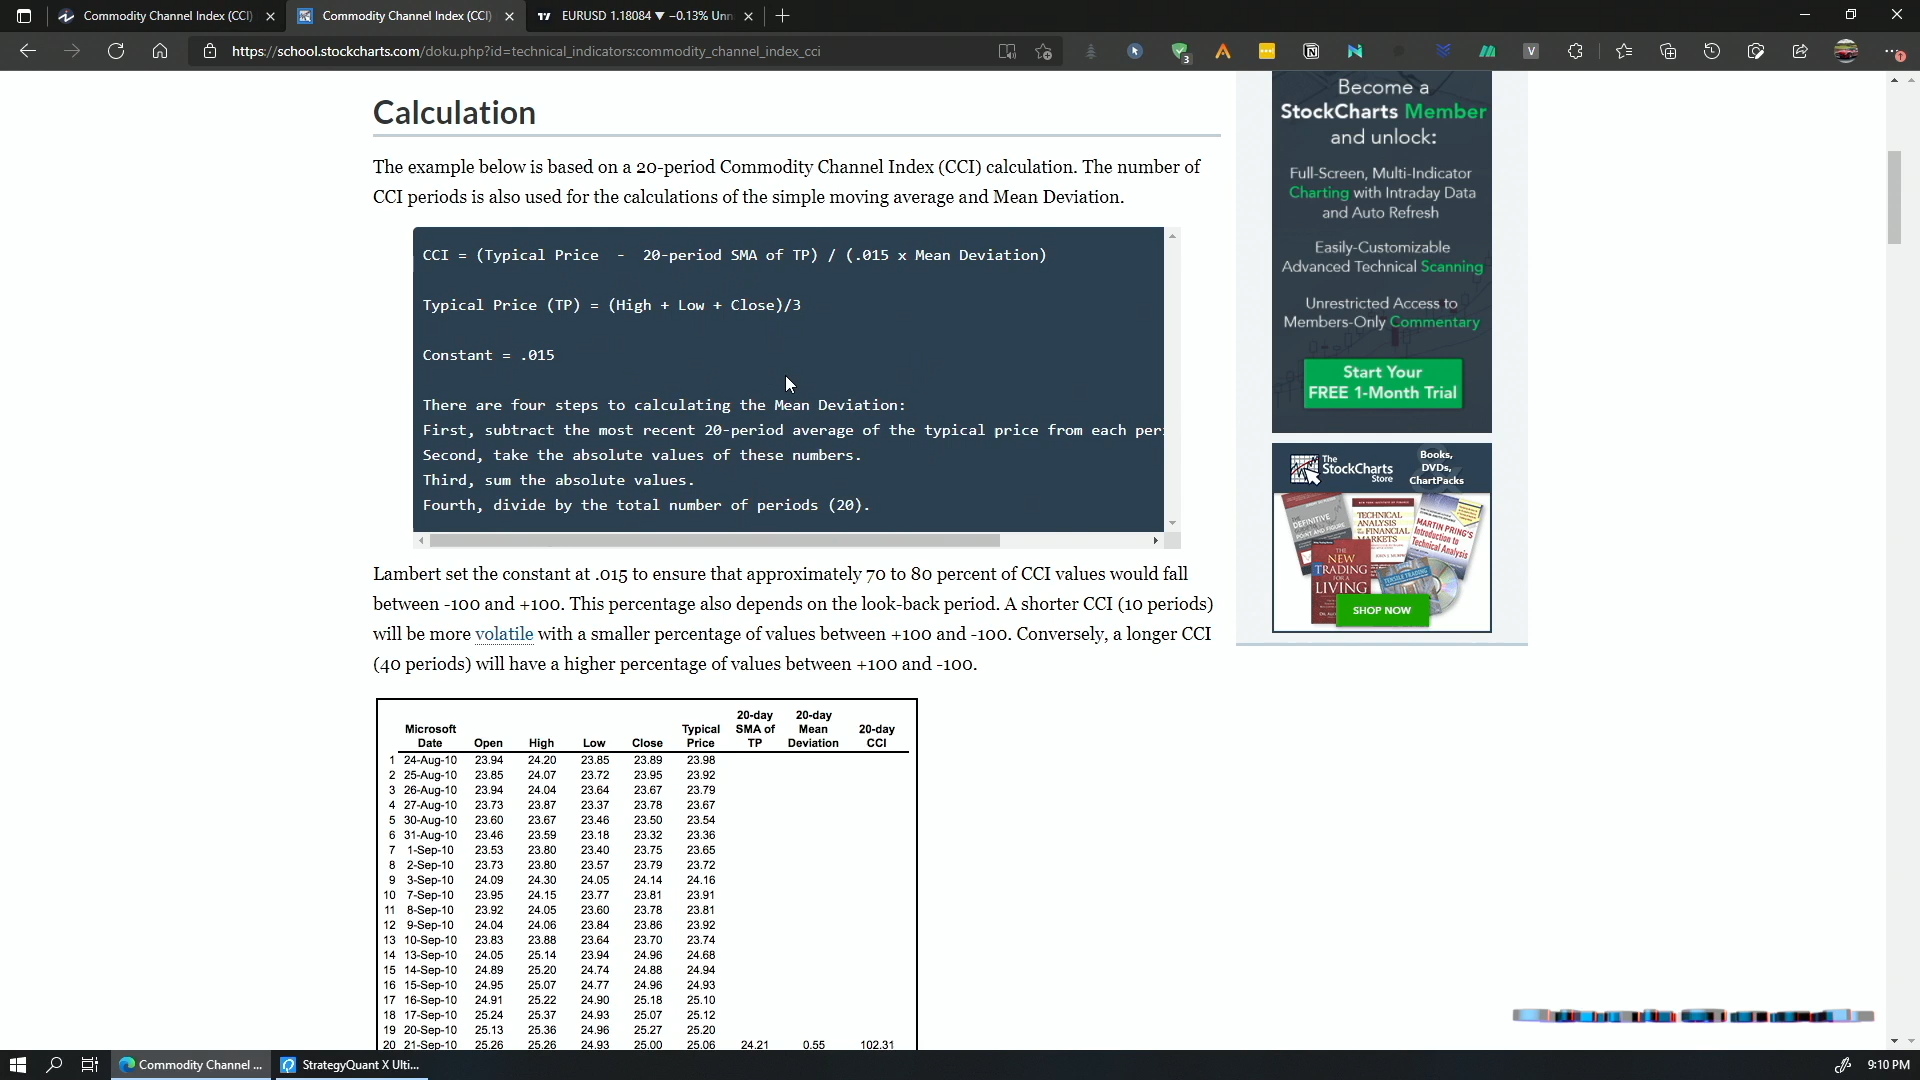 Commodity Channel Index (CCI)
Commodity Channel Index (CCI)
EURUSD 1.18084 ▼ −0.13% Unn
https://school.stockcharts.com/doku.php?id=technical_indicators:commodity_channel_index_cci
3
V
1
Calculation
The example below is based on a 20-period Commodity Channel Index (CCI) calculation. The number of
CCI periods is also used for the calculations of the simple moving average and Mean Deviation.
CCI = (Typical Price  -  20-period SMA of TP) / (.015 x Mean Deviation)
Typical Price (TP) = (High + Low + Close)/3
Constant = .015
There are four steps to calculating the Mean Deviation:
First, subtract the most recent 20-period average of the typical price from each per
Second, take the absolute values of these numbers.
Third, sum the absolute values.
Fourth, divide by the total number of periods (20).
Lambert set the constant at .015 to ensure that approximately 70 to 80 percent of CCI values would fall
between -100 and +100. This percentage also depends on the look-back period. A shorter CCI (10 periods)
will be more volatile with a smaller percentage of values between +100 and -100. Conversely, a longer CCI
(40 periods) will have a higher percentage of values between +100 and -100.
Microsoft Date Open High Low Close Typical Price 20-day SMA of TP 20-day Mean Deviation 20-day CCI
1 24-Aug-10 23.94 24.20 23.85 23.89 23.98
2 25-Aug-10 23.85 24.07 23.72 23.95 23.92
3 26-Aug-10 23.94 24.04 23.64 23.67 23.79
4 27-Aug-10 23.73 23.87 23.37 23.78 23.67
5 30-Aug-10 23.60 23.67 23.46 23.50 23.54
6 31-Aug-10 23.46 23.59 23.18 23.32 23.36
7 1-Sep-10 23.53 23.80 23.40 23.75 23.65
8 2-Sep-10 23.73 23.80 23.57 23.79 23.72
9 3-Sep-10 24.09 24.30 24.05 24.14 24.16
10 7-Sep-10 23.95 24.15 23.77 23.81 23.91
11 8-Sep-10 23.92 24.05 23.60 23.78 23.81
12 9-Sep-10 24.04 24.06 23.84 23.86 23.92
13 10-Sep-10 23.83 23.88 23.64 23.70 23.74
14 13-Sep-10 24.05 25.14 23.94 24.96 24.68
15 14-Sep-10 24.89 25.20 24.74 24.88 24.94
16 15-Sep-10 24.95 25.07 24.77 24.96 24.93
17 16-Sep-10 24.91 25.22 24.90 25.18 25.10
18 17-Sep-10 25.24 25.37 24.93 25.07 25.12
19 20-Sep-10 25.13 25.36 24.96 25.27 25.20
20 21-Sep-10 25.26 25.26 24.93 25.00 25.06 24.21 0.55 102.31
Become a
StockCharts Member
and unlock:
Full-Screen, Multi-Indicator
Charting with Intraday Data
and Auto Refresh
Easily-Customizable
Advanced Technical Scanning
Unrestricted Access to
Members-Only Commentary
Start Your
FREE 1-Month Trial
The
StockCharts
Store
Books,
DVDs,
ChartPacks
THE DEFINITIVE
POINT AND FIGURE
TECHNICAL
ANALYSIS
FINANCIAL
MARKETS
MARTIN PRING'S
Introduction to
Technical Analysis
THE
NEW
TRADING FOR A
LIVING
SHOP NOW
Commodity Channel ...
StrategyQuant X Ulti...
9:10 PM